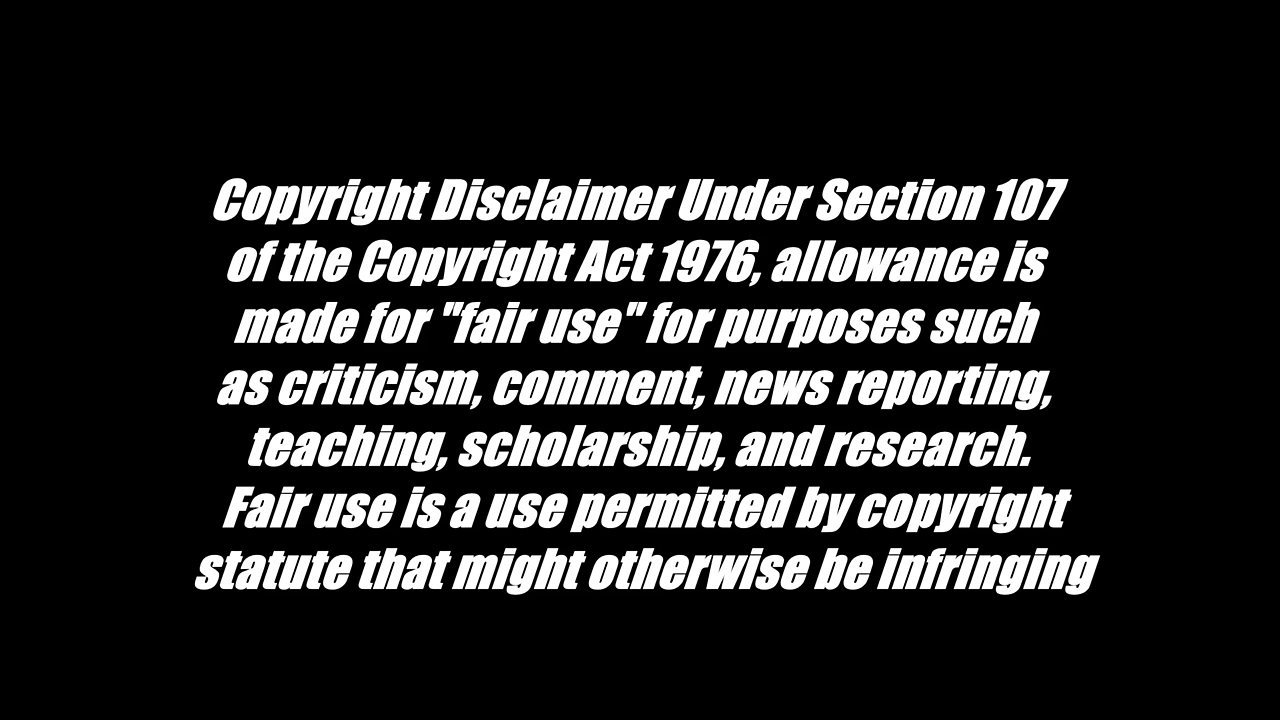 Copyright Disclaimer Under Section 107
of the Copyright Act 1976, allowance is
made for "fair use" for purposes such
as criticism, comment, news reporting,
teaching, scholarship, and research.
Fair use is a use permitted by copyright
statute that might otherwise be infringing